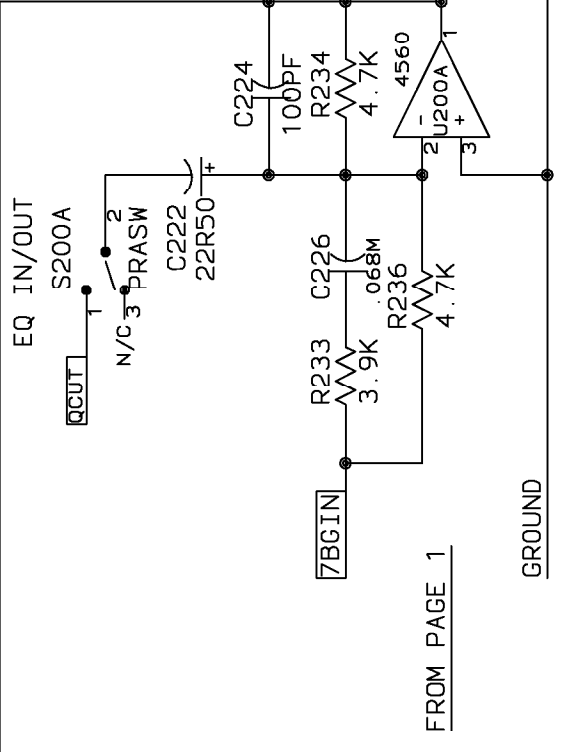 EQ IN/OUT
S200A
2
PRASW
1
3
N/C
QCUT
C222
22R50
+
C224
100PF
R234
4.7K
4560
1
U200A
-
+
2
3
C226
.068M
R236
4.7K
R233
3.9K
7BGIN
FROM PAGE 1
GROUND